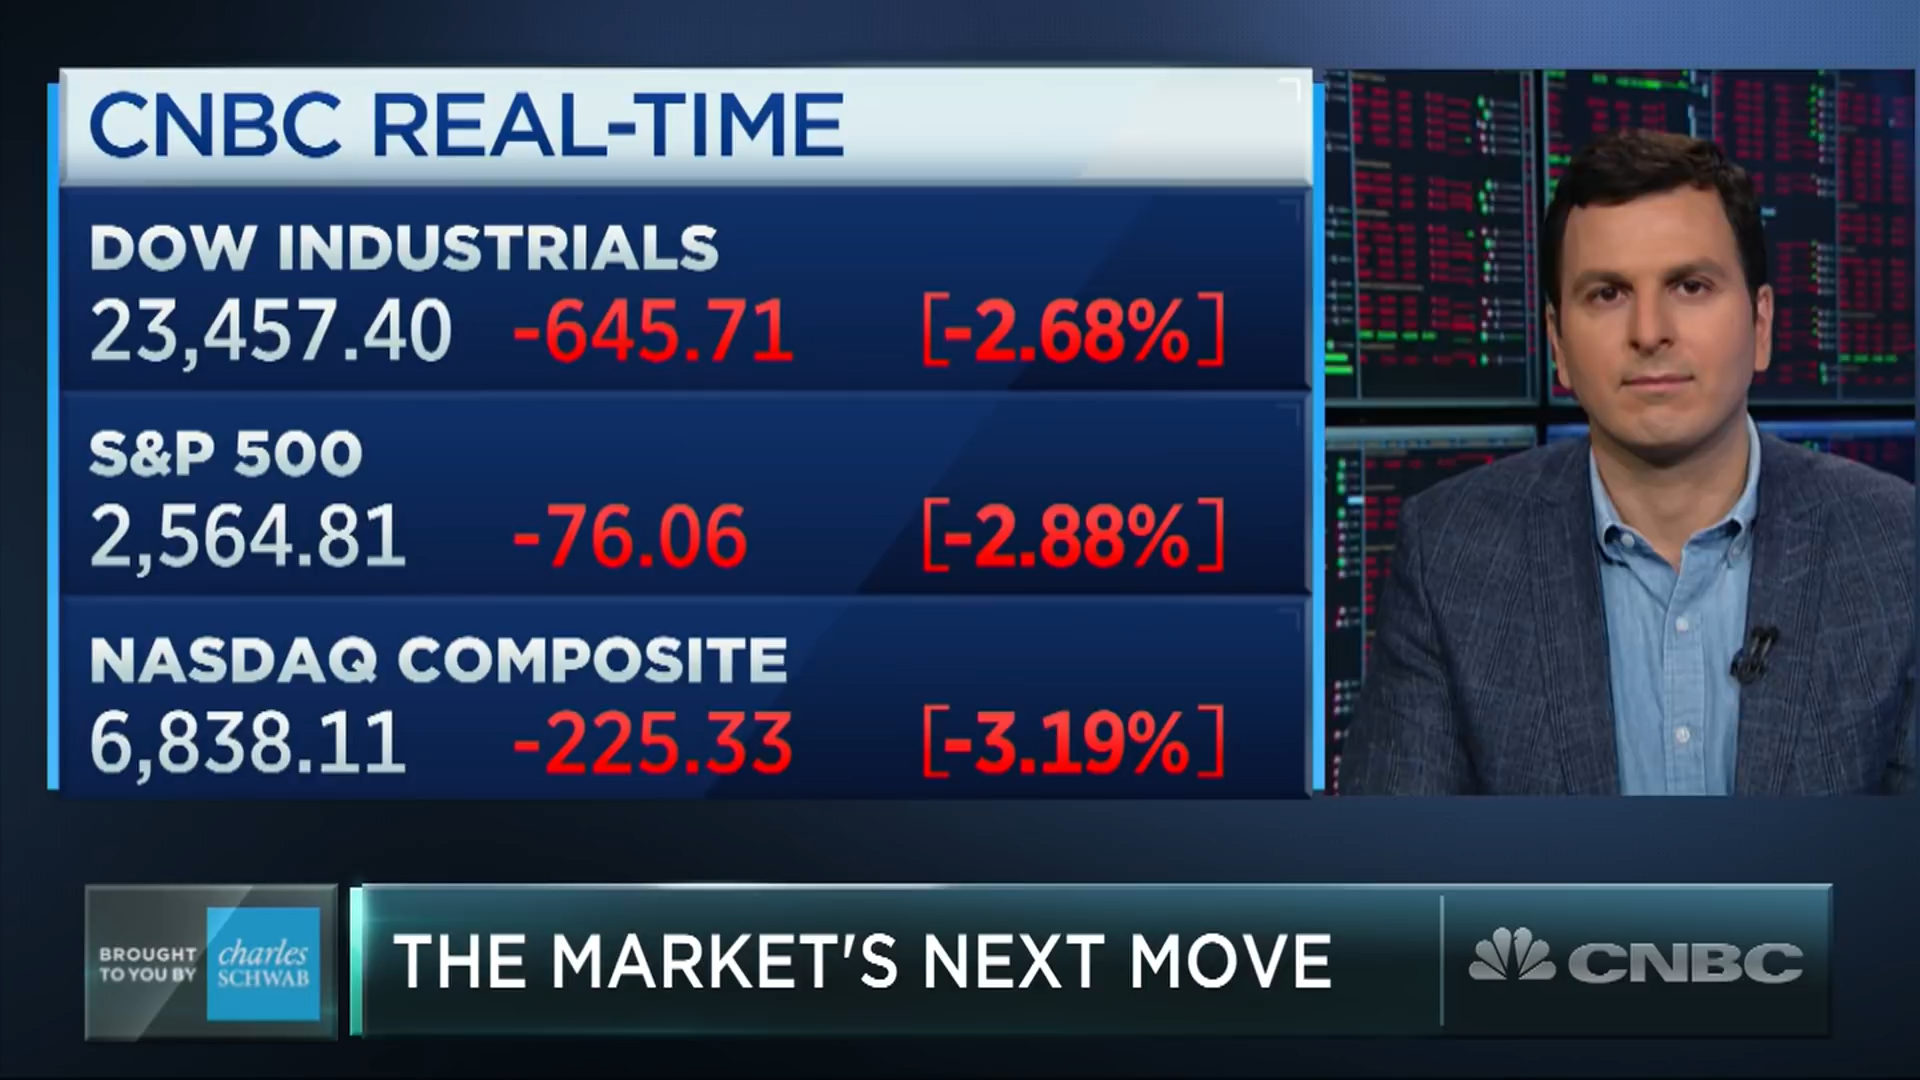 CNBC REAL-TIME
DOW INDUSTRIALS
23,457.40 -645.71 [-2.68%]
S&P 500
2,564.81 -76.06 [-2.88%]
NASDAQ COMPOSITE
6,838.11 -225.33 [-3.19%]
BROUGHT
TO YOU BY
charles
SCHWAB
THE MARKET'S NEXT MOVE
CNBC